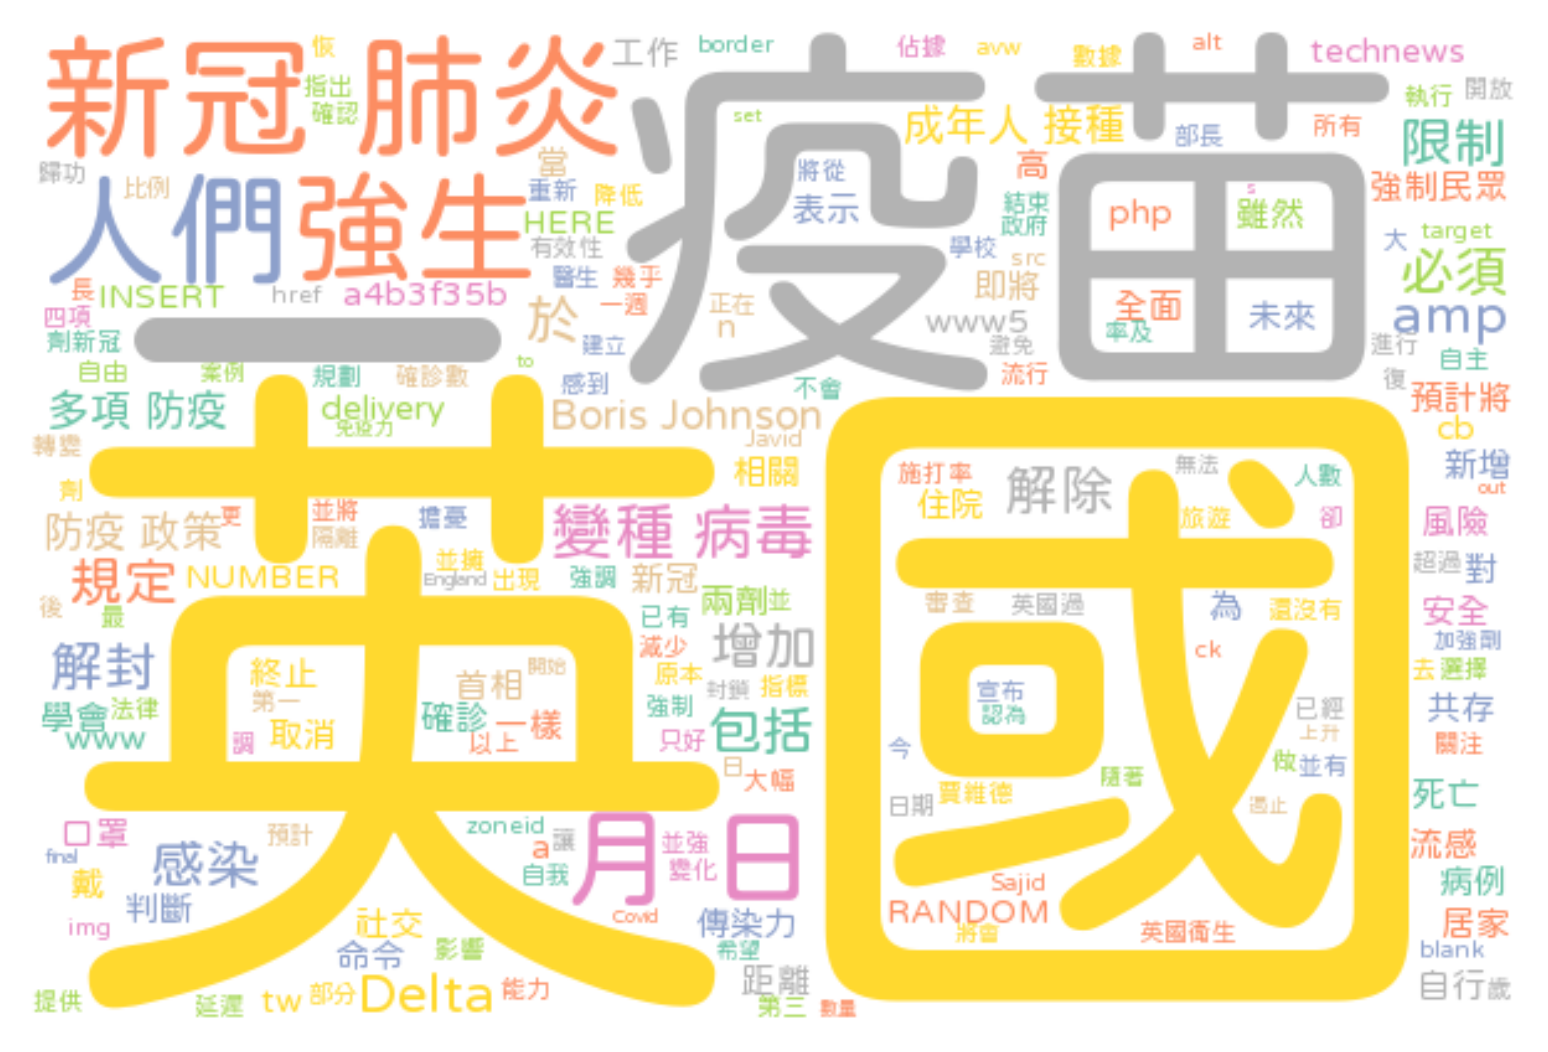 新冠 肺炎
恢
指出
確認
工作
border
佔據
avw
數據
alt
technews
疫苗
set
成年人 接種
部長
所有
執行
開放
限制
歸功
比例
當
重新
降低
HERE
有效性
人們
強生
將從
表示
高
結束
政府
學校
src
php
s
雖然
強制民眾
大
target
必須
長
INSERT
href
a4b3f35b
醫生
幾乎
一週
於
正在
n
即將
www5
避免
全面
率及
未來
amp
四項
劑新冠
一
建立
進行
自主
自由
案例
規劃
確診數
to
感到
不會
流行
復
預計將
多項 防疫
delivery
免疫力
Boris Johnson
Javid
cb
轉變
英國
相關
施打率
住院
解除
無法
旅遊
人數
卻
新增
out
劑
防疫 政策
更
並將
隔離
擔憂
變種 病毒
風險
規定
NUMBER
並擁
England
出現
強調
新冠
兩劑
並
超過
對
後
最
已有
減少
增加
審查
英國過
為
還沒有
安全
加強劑
解封
終止
第一
首相
開始
原本
封鎖
指標
ck
去
選擇
學會
法律
www
調
取消
確診
以上
一樣
強制
只好
包括
宣布
認為
已經
上升
共存
關注
日
大幅
今
隨著
做
並有
日期
賈維德
遏止
死亡
口罩
final
預計
zoneid
a
讓
月
並強
變化
日
流感
戴
感染
自我
病例
判斷
img
社交
Covid
傳染力
Sajid
RANDOM
將會
英國衛生
居家
命令
影響
希望
blank
提供
延遲
tw
部分
Delta
能力
距離
第三
數量
自行
歲